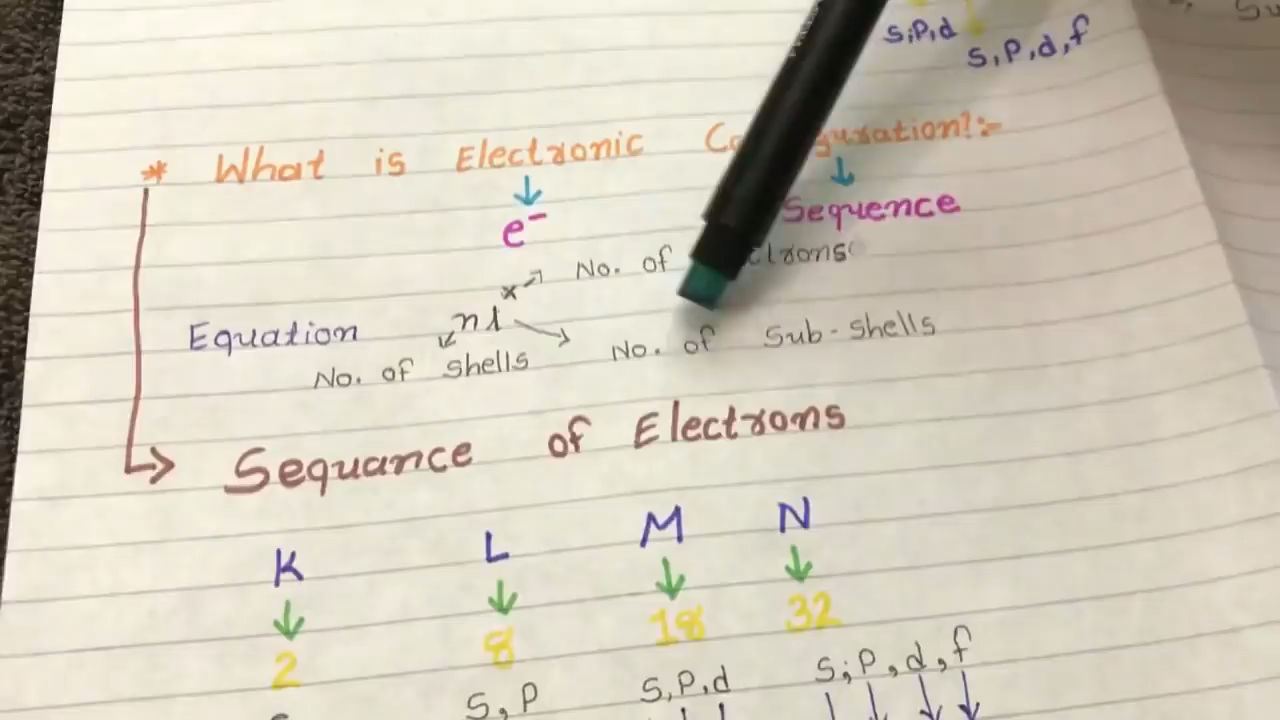 s,p,d
s,p,d,f
* What is Electronic
↓ ↓
e⁻ Sequence
x → No. of
Equation nl → No. of Sub-shells
No. of shells
→ Sequance of Electrons
K L M N
↓ ↓ ↓ ↓
2 8 18 32
s,p s,p,d s,p,d,f